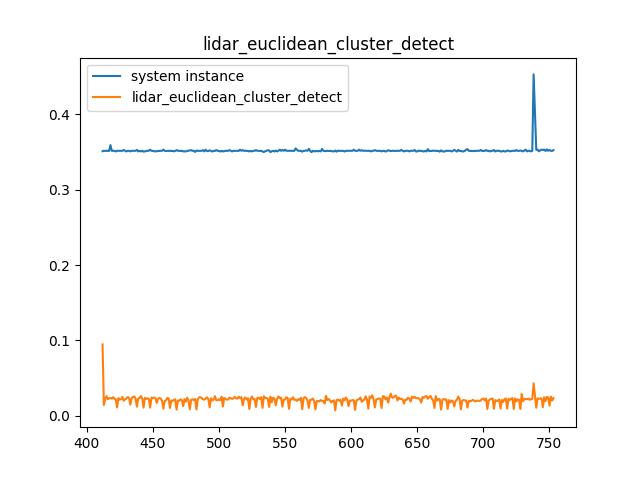 lidar_euclidean_cluster_detect
system instance
lidar_euclidean_cluster_detect
0.4
0.3
0.2
0.1
0.0
400 450 500 550 600 650 700 750